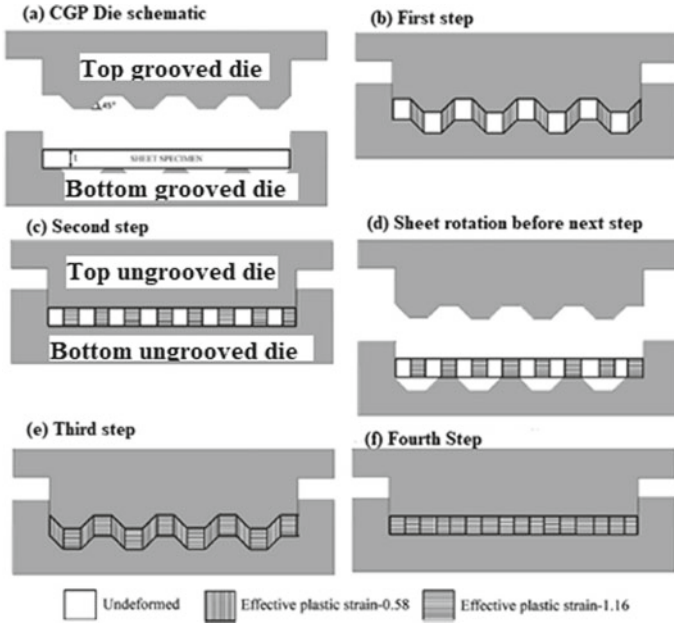 (a) CGP Die schematic
Top grooved die
45°
t
SHEET SPECIMEN
Bottom grooved die
(b) First step
(c) Second step
Top ungrooved die
Bottom ungrooved die
(d) Sheet rotation before next step
(e) Third step
(f) Fourth Step
Undeformed
Effective plastic strain-0.58
Effective plastic strain-1.16